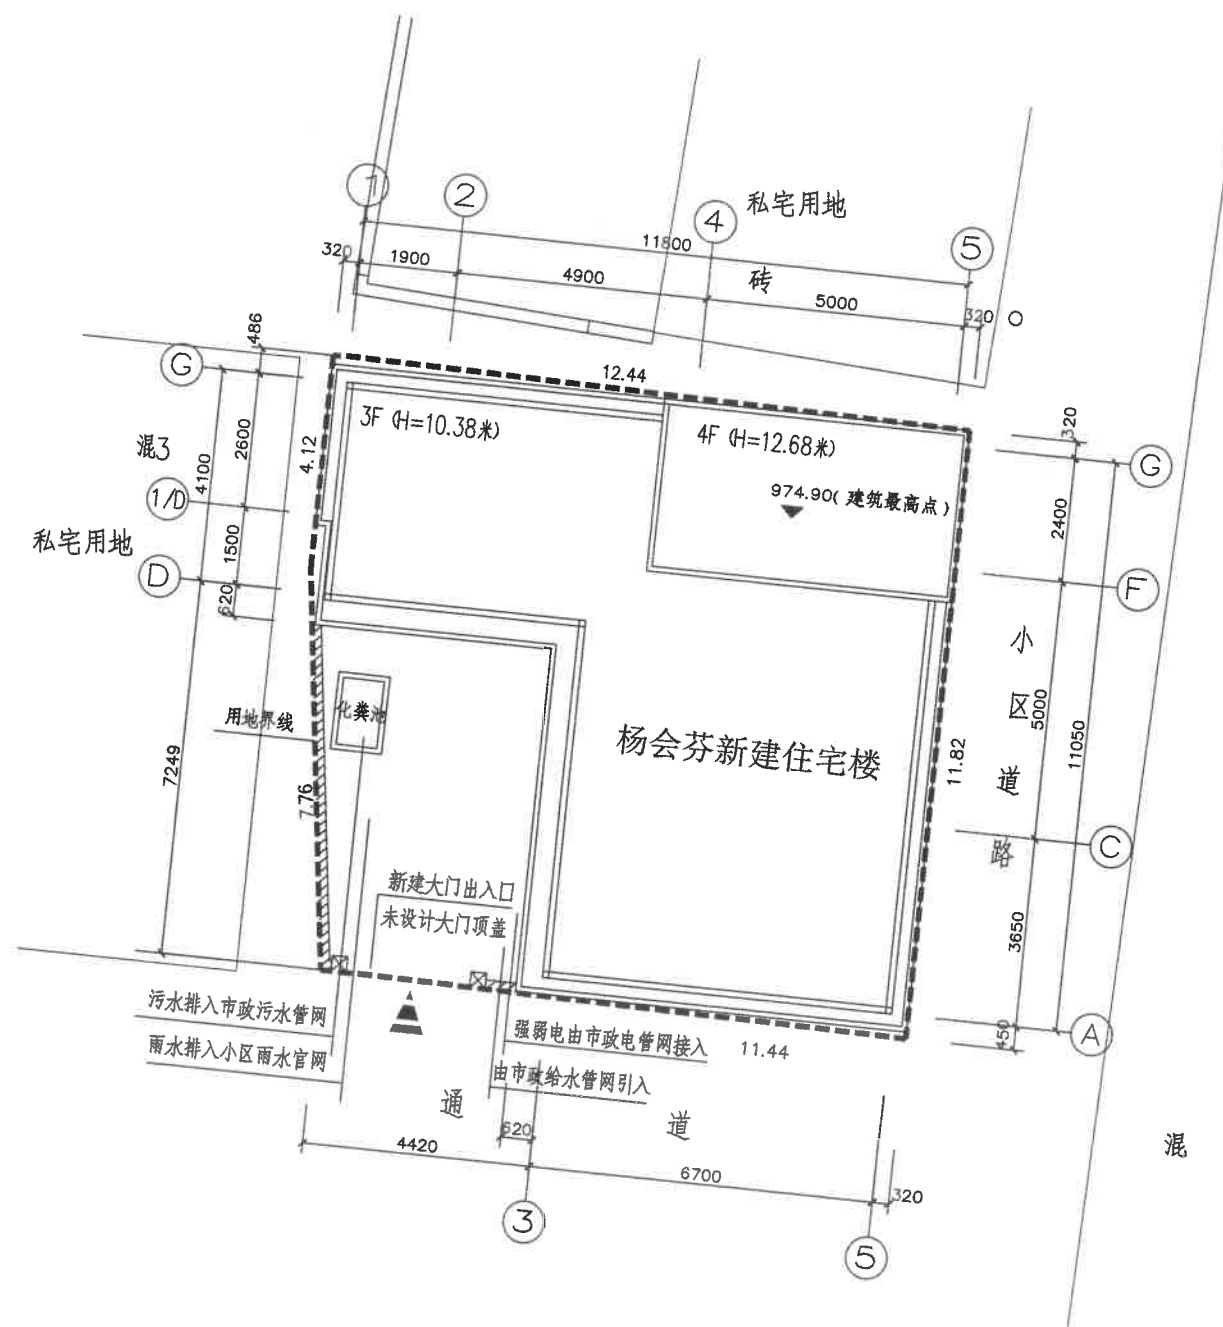 1
2
4
5
私宅用地
11800
320
1900
4900
5000
320
砖
486
G
12.44
3F (H=10.38米)
4F (H=12.68米)
974.90( 建筑最高点 )
320
G
混3
2600
4100
4.12
1/D
2400
私宅用地
1500
D
620
F
小
区
道
路
5000
11050
化粪池
用地界线
杨会芬新建住宅楼
7249
7.76
11.82
C
新建大门出入口
未设计大门顶盖
3650
污水排入市政污水管网
雨水排入小区雨水官网
强弱电由市政电管网接入
11.44
由市政给水管网引入
450
A
通
道
混
4420
620
6700
320
3
5